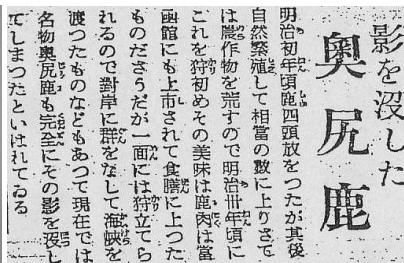 影を没した
奥尻鹿
明治初年頃鹿四頭放をつたが其後
自然繁殖して相當の數に上りさて
は農作物を荒すので明治卅年頃に
これを狩初めその美味は鹿肉は當
函館にも上市されて食膳に上つた
ものださうだが一面には狩立てら
れるので對岸に群をなして海峽を
渡つたものなどもあつて現在では
名物奥尻鹿も完全にその影を沒し
てしまつたといはれてゐる